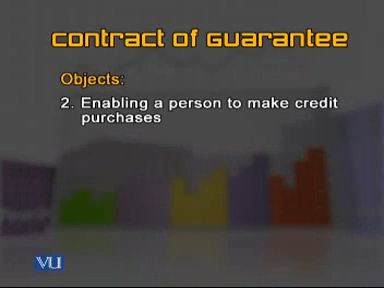 Contract of Guarantee
Objects:
2. Enabling a person to make credit
purchases
VU